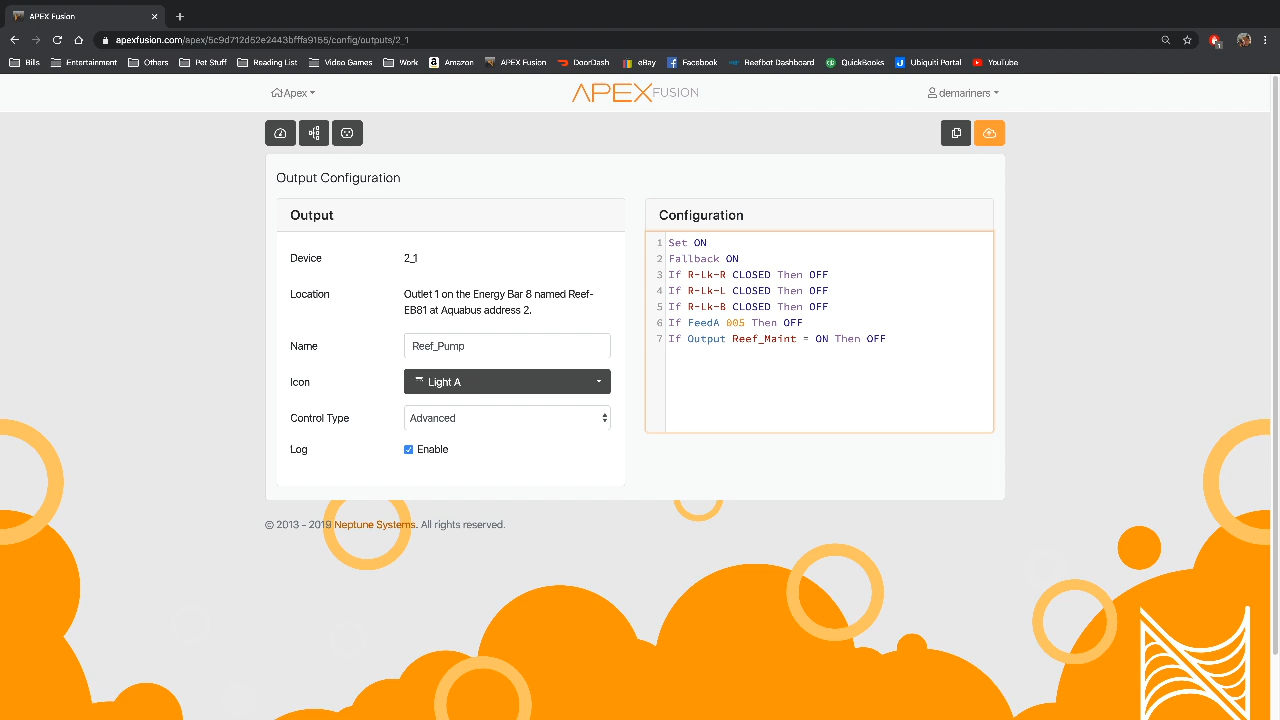 APEX Fusion
apexfusion.com/apex/5c9d712d52e2443bfffa9155/config/outputs/2_1
Bills Entertainment Others Pet Stuff Reading List Video Games Work Amazon APEX Fusion DoorDash eBay Facebook Reefbot Dashboard QuickBooks Ubiquiti Portal YouTube
Apex APEX FUSION demariners
Output Configuration
Output
Device 2_1
Location Outlet 1 on the Energy Bar 8 named Reef-
EB81 at Aquabus address 2.
Name Reef_Pump
Icon Light A
Control Type Advanced
Log Enable
Configuration
1 Set ON
2 Fallback ON
3 If R-Lk-R CLOSED Then OFF
4 If R-Lk-L CLOSED Then OFF
5 If R-Lk-B CLOSED Then OFF
6 If FeedA 005 Then OFF
7 If Output Reef_Maint = ON Then OFF
© 2013 - 2019 Neptune Systems. All rights reserved.